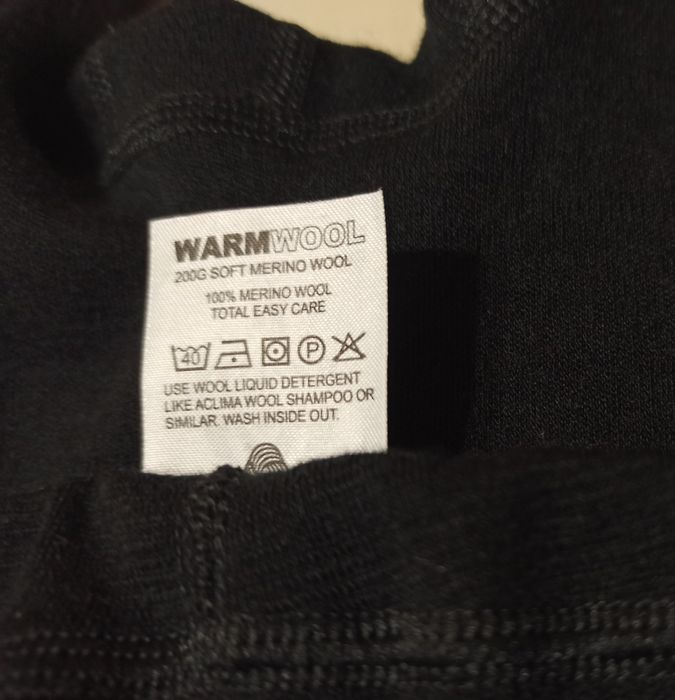 WARMWOOL
200G SOFT MERINO WOOL
100% MERINO WOOL
TOTAL EASY CARE
40 P
USE WOOL LIQUID DETERGENT
LIKE ACLIMA WOOL SHAMPOO OR
SIMILAR. WASH INSIDE OUT.